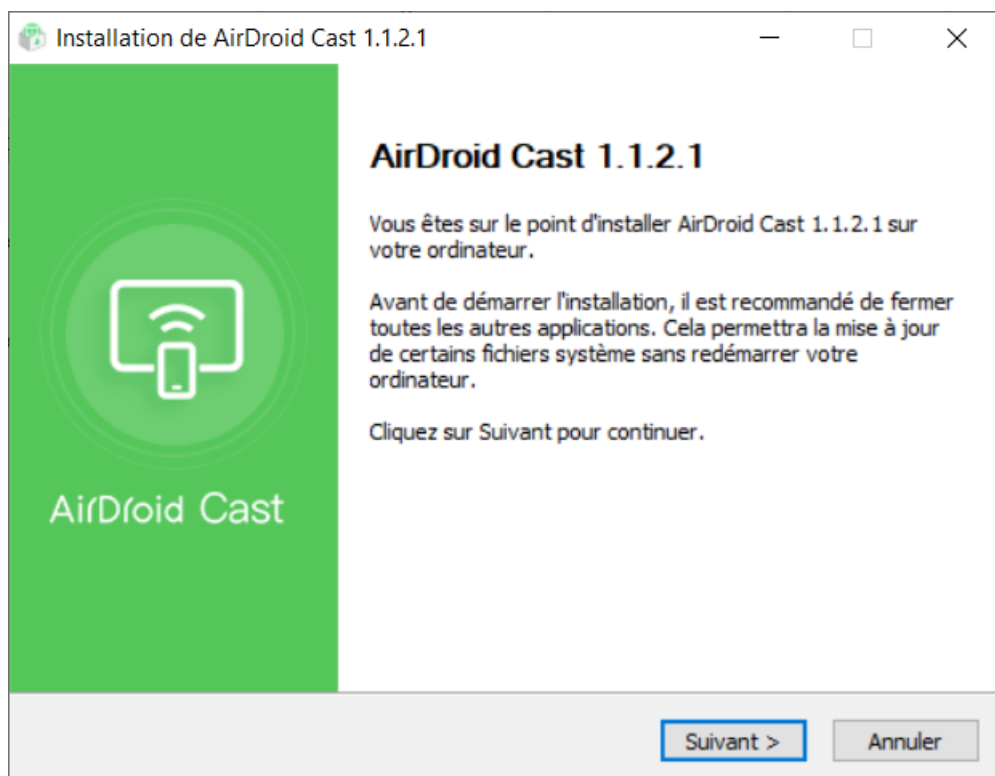 Installation de AirDroid Cast 1.1.2.1
AirDroid Cast 1.1.2.1
Vous êtes sur le point d'installer AirDroid Cast 1.1.2.1 sur
votre ordinateur.
Avant de démarrer l'installation, il est recommandé de fermer
toutes les autres applications. Cela permettra la mise à jour
de certains fichiers système sans redémarrer votre
ordinateur.
Cliquez sur Suivant pour continuer.
AirDroid Cast
Suivant >
Annuler